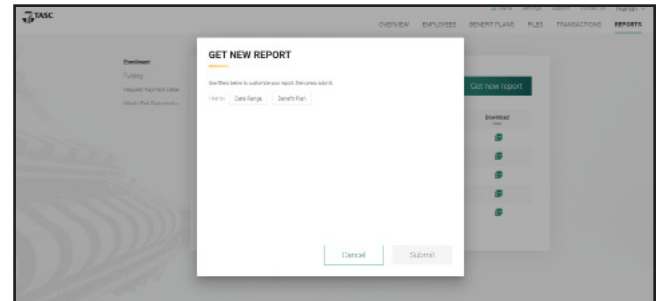 TASC
OVERVIEW EMPLOYEES BENEFIT PLANS FILES TRANSACTIONS REPORTS
Enrollment
Funding
GET NEW REPORT
Use filters below to customize your report, then press submit.
Filter by: Date Range Benefit Plan
Get new report
Download
Cancel Submit